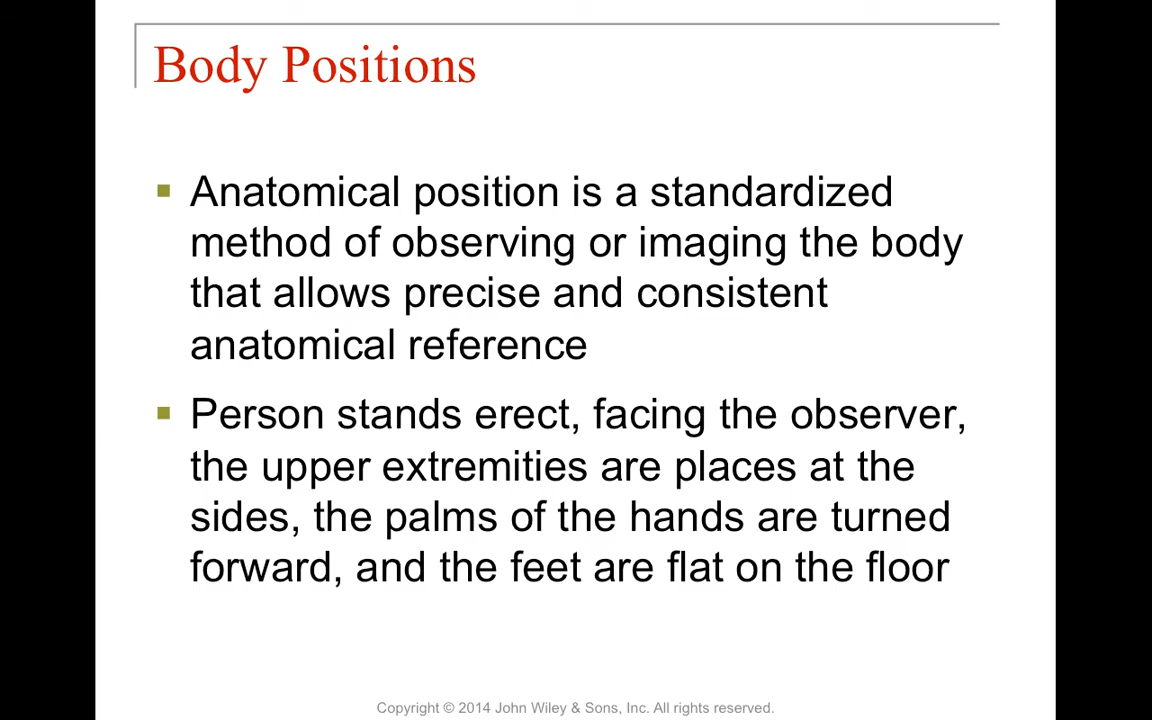 Body Positions
Anatomical position is a standardized
method of observing or imaging the body
that allows precise and consistent
anatomical reference
Person stands erect, facing the observer,
the upper extremities are places at the
sides, the palms of the hands are turned
forward, and the feet are flat on the floor
Copyright © 2014 John Wiley & Sons, Inc. All rights reserved.